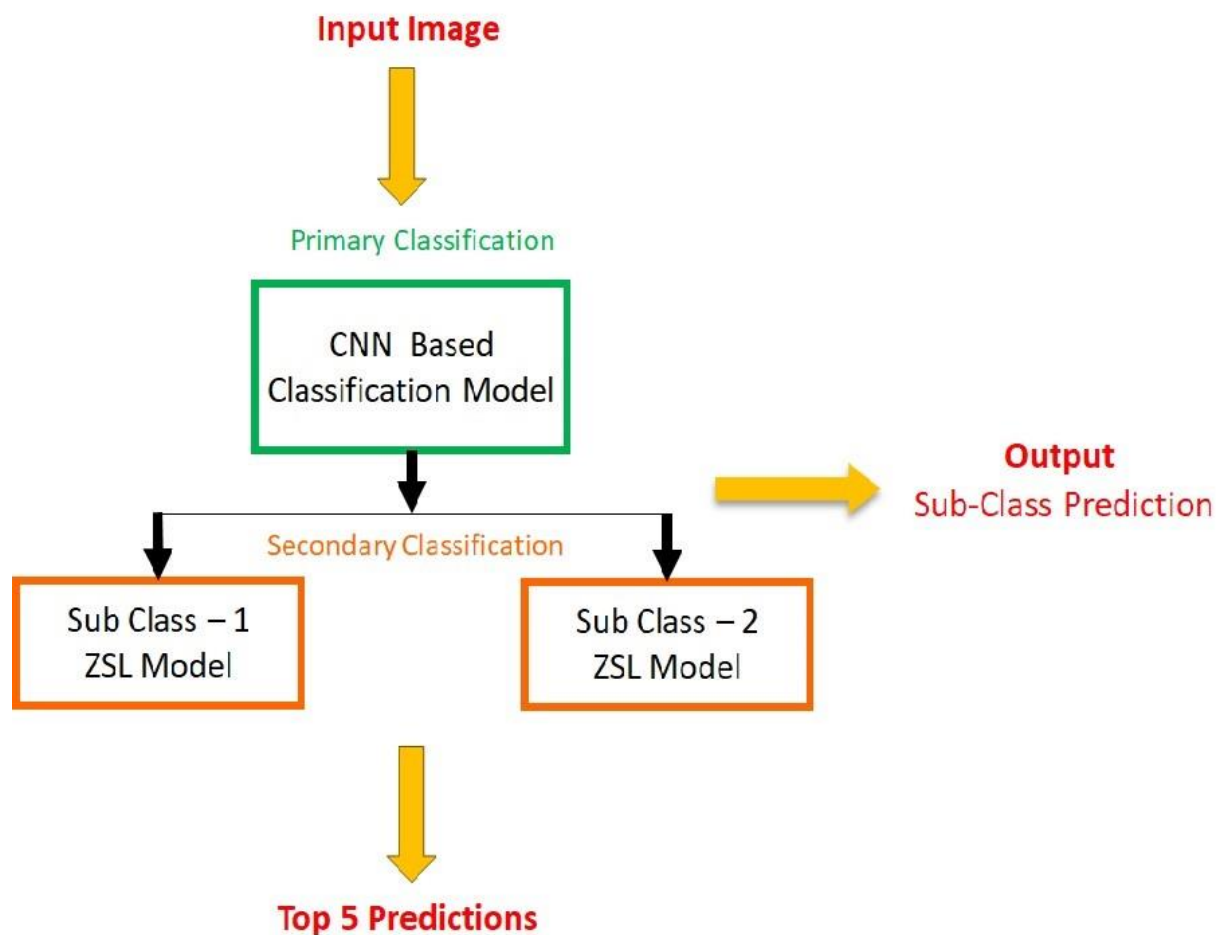 Input Image
Primary Classification
CNN Based
Classification Model
Output
Sub-Class Prediction
Secondary Classification
Sub Class – 1
ZSL Model
Sub Class – 2
ZSL Model
Top 5 Predictions